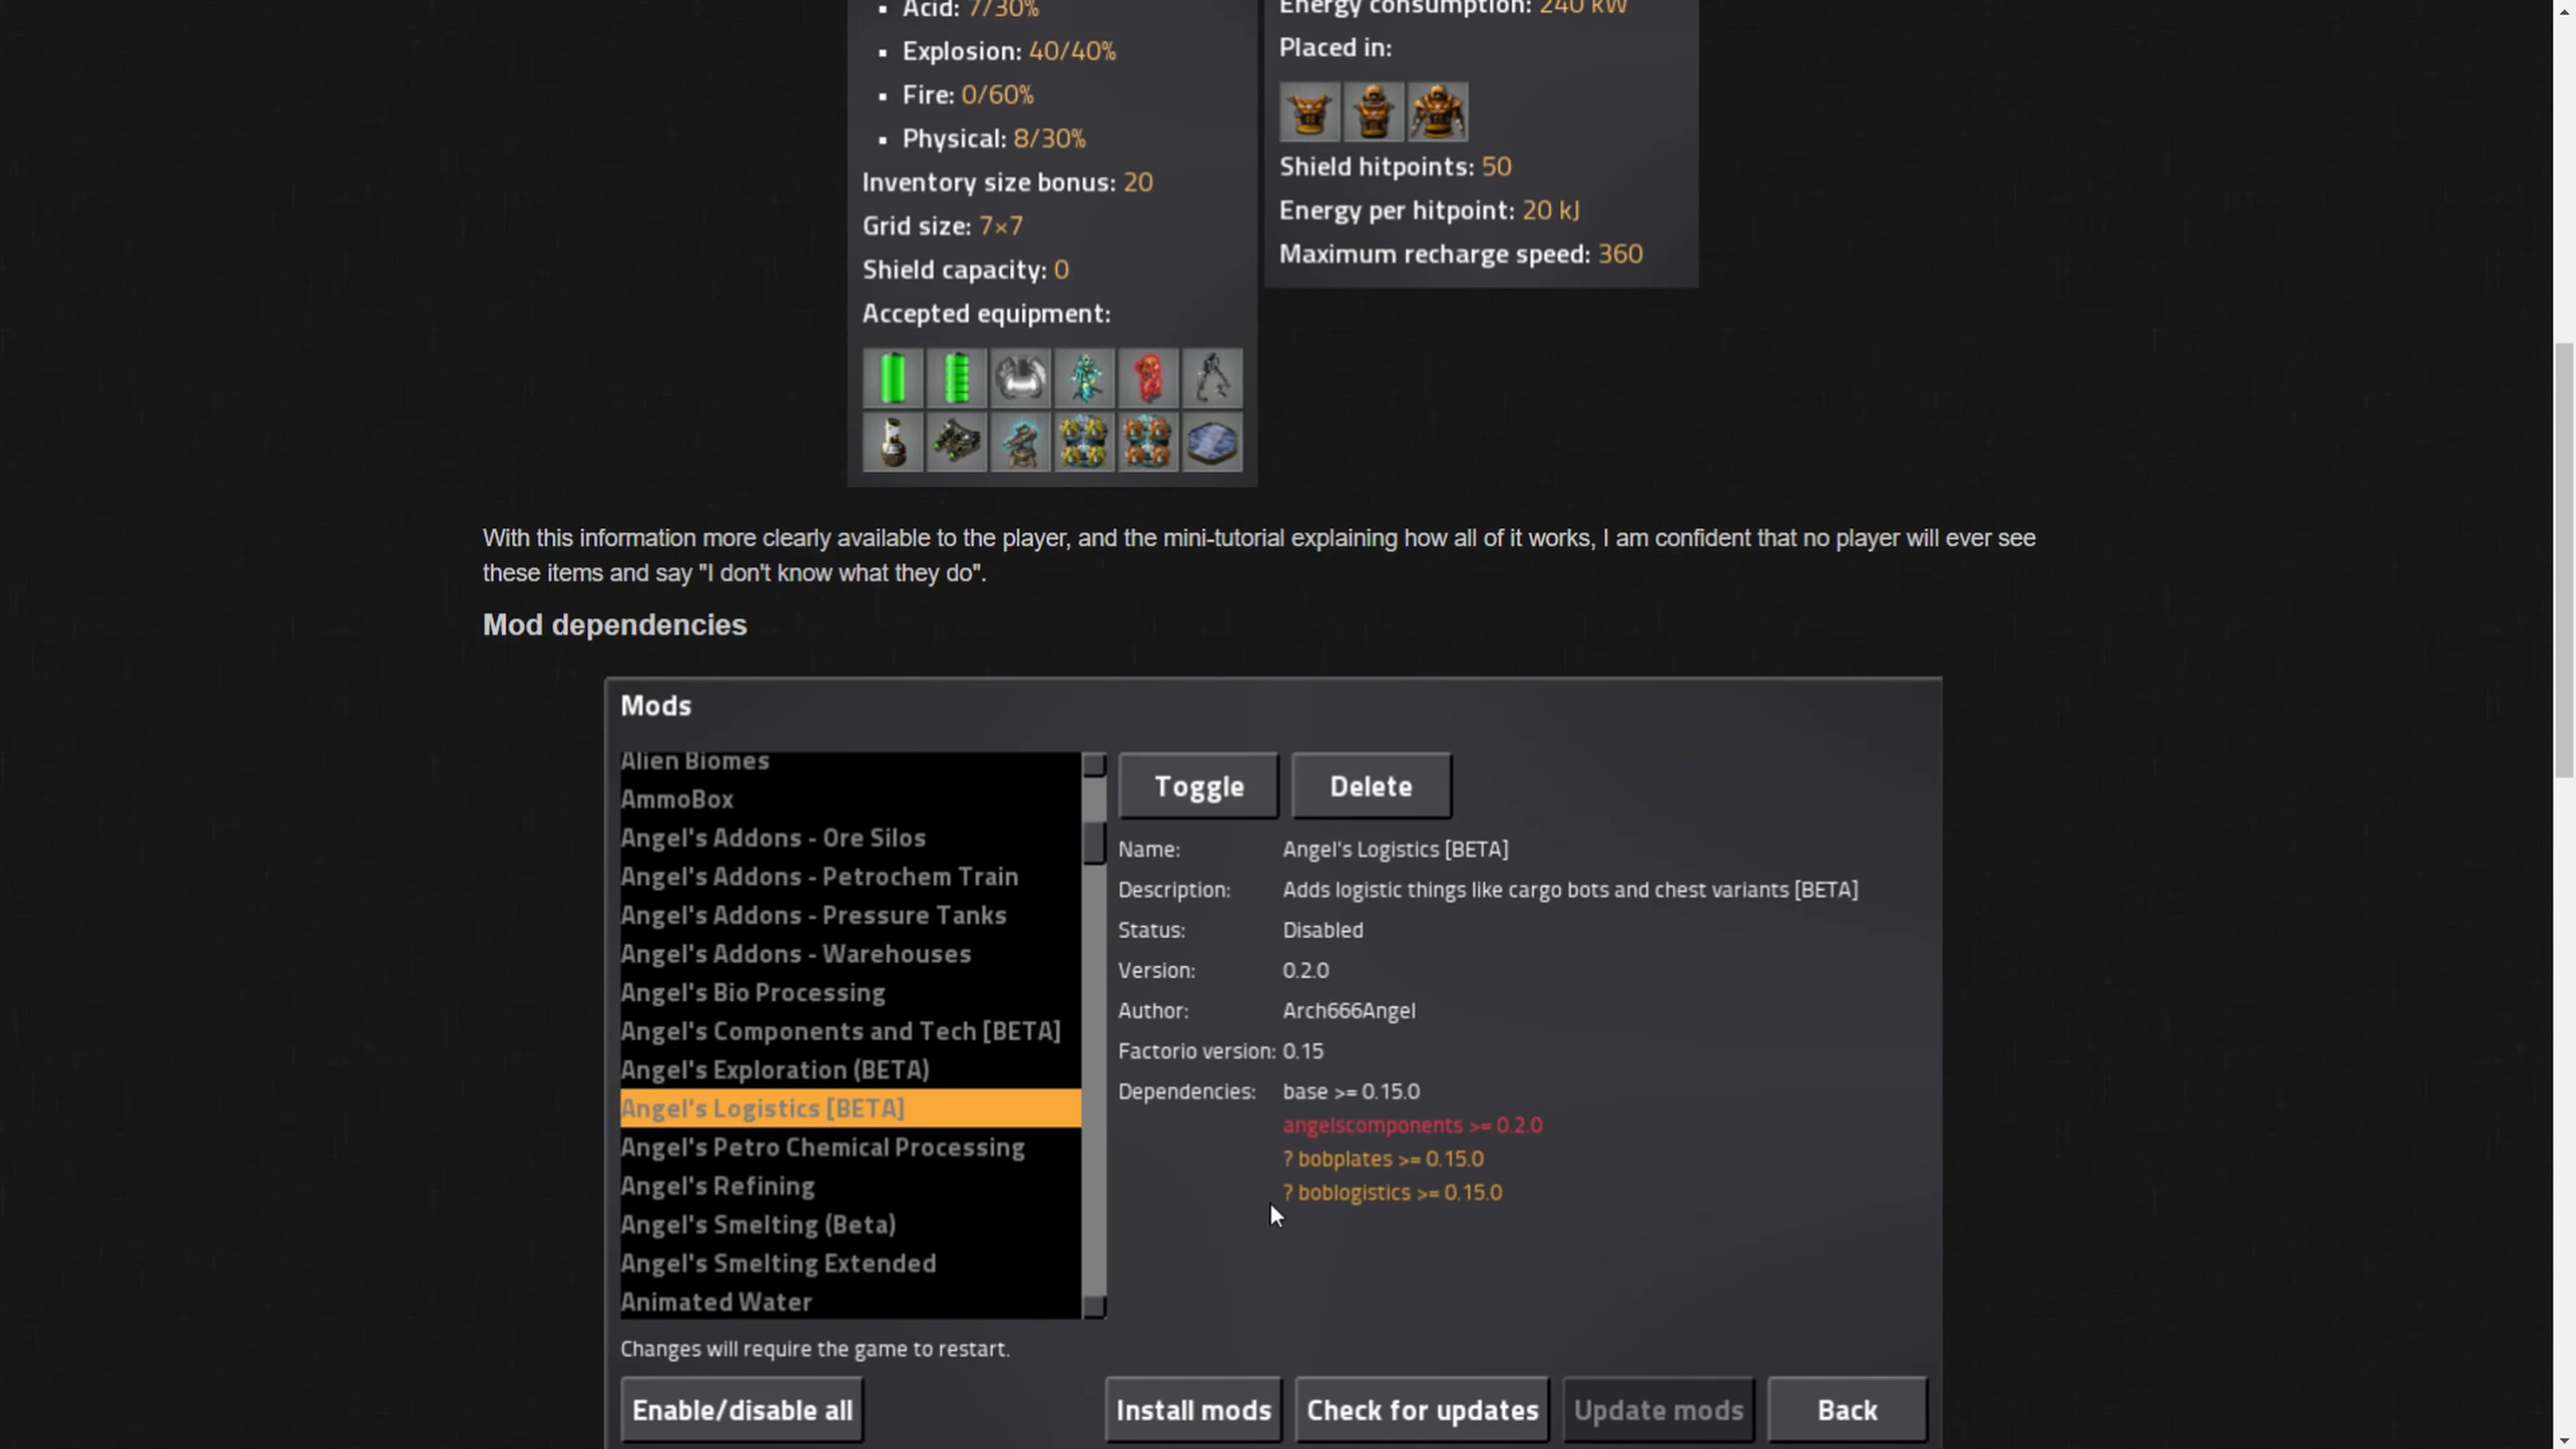 Acid: 7/30%
Explosion: 40/40%
Fire: 0/60%
Physical: 8/30%
Inventory size bonus: 20
Grid size: 7×7
Shield capacity: 0
Accepted equipment:
Energy consumption: 240 kW
Placed in:
Shield hitpoints: 50
Energy per hitpoint: 20 kJ
Maximum recharge speed: 360
With this information more clearly available to the player, and the mini-tutorial explaining how all of it works, I am confident that no player will ever see
these items and say "I don't know what they do".
Mod dependencies
Mods
Alien Biomes
AmmoBox
Angel's Addons - Ore Silos
Angel's Addons - Petrochem Train
Angel's Addons - Pressure Tanks
Angel's Addons - Warehouses
Angel's Bio Processing
Angel's Components and Tech [BETA]
Angel's Exploration (BETA)
Angel's Logistics [BETA]
Angel's Petro Chemical Processing
Angel's Refining
Angel's Smelting (Beta)
Angel's Smelting Extended
Animated Water
Toggle
Delete
Name: Angel's Logistics [BETA]
Description: Adds logistic things like cargo bots and chest variants [BETA]
Status: Disabled
Version: 0.2.0
Author: Arch666Angel
Factorio version: 0.15
Dependencies: base >= 0.15.0
angelscomponents >= 0.2.0
? bobplates >= 0.15.0
? boblogistics >= 0.15.0
Changes will require the game to restart.
Enable/disable all
Install mods
Check for updates
Update mods
Back